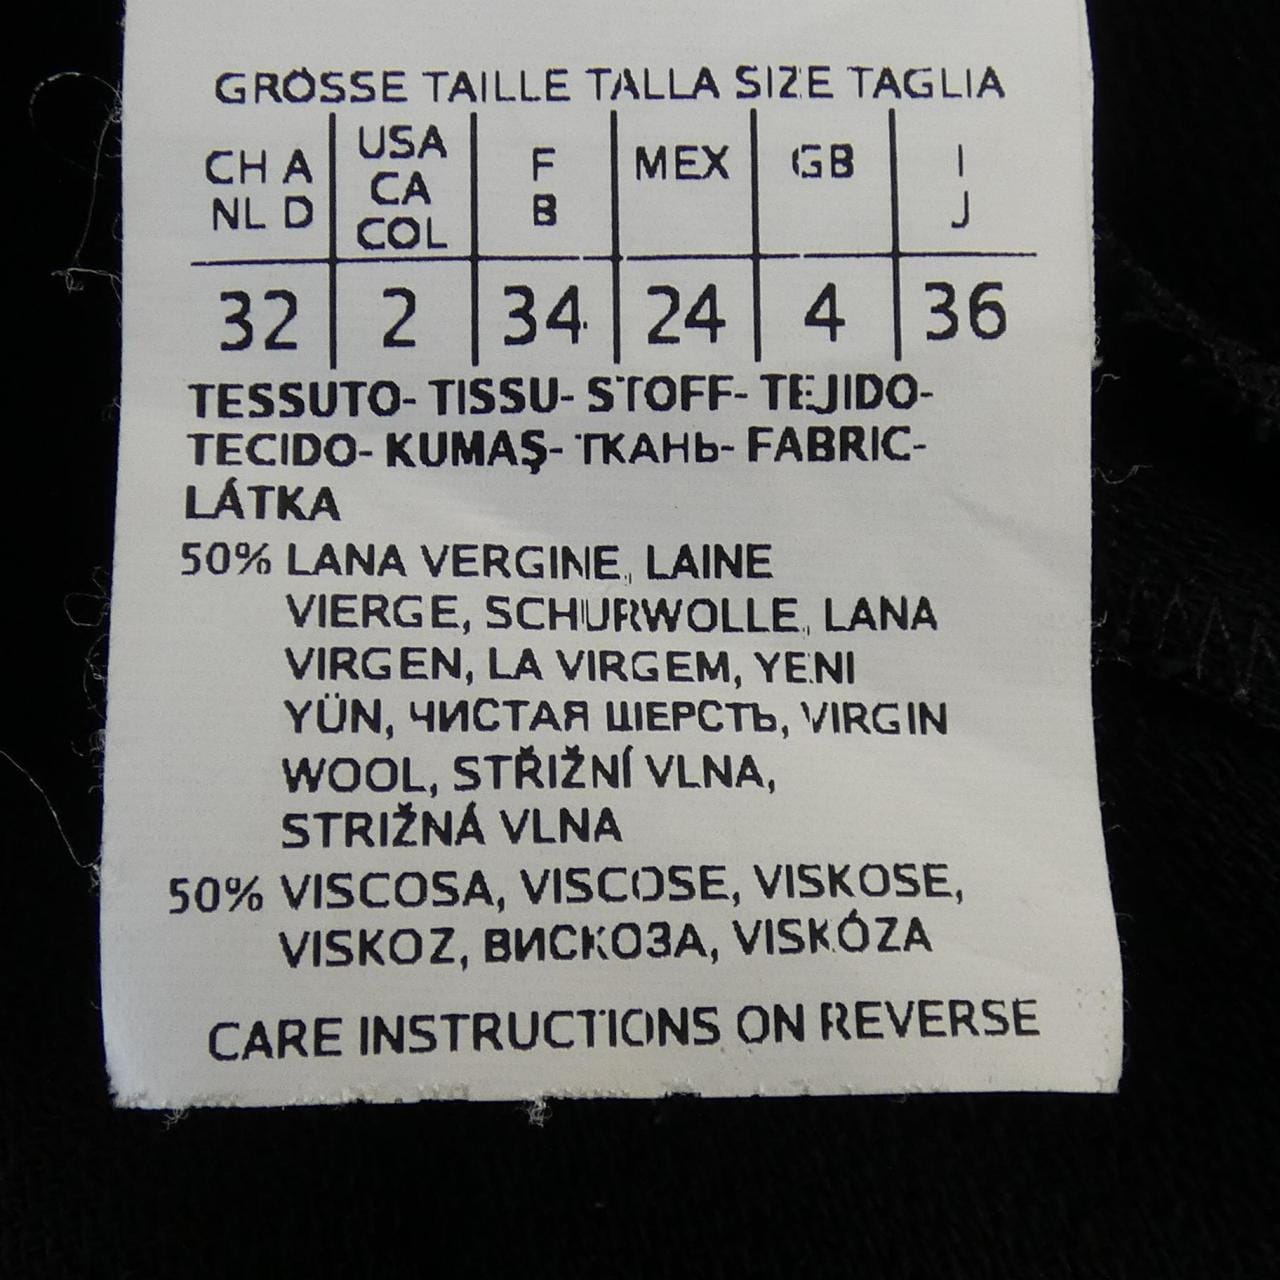 GRÖSSE TAILLE TALLA SIZE TAGLIA
CH A NL D USA CA COL F B MEX GB I J
32 2 34 24 4 36
TESSUTO- TISSU- STOFF- TEJIDO-
TECIDO- KUMAŞ- ТКАНЬ- FABRIC-
LÁTKA
50% LANA VERGINE, LAINE
VIERGE, SCHURWOLLE, LANA
VIRGEN, LA VIRGEM, YENI
YÜN, ЧИСТАЯ ШЕРСТЬ, VIRGIN
WOOL, STŘIŽNÍ VLNA,
STRIŽNÁ VLNA
50% VISCOSA, VISCOSE, VISKOSE,
VISKOZ, ВИСКОЗА, VISKÓZA
CARE INSTRUCTIONS ON REVERSE